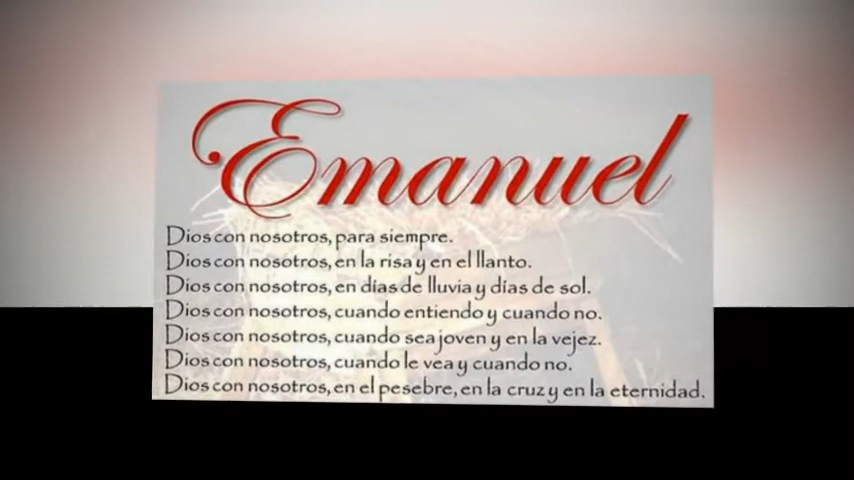 Emanuel
Dios con nosotros, para siempre.
Dios con nosotros, en la risa y en el llanto.
Dios con nosotros, en días de lluvia y días de sol.
Dios con nosotros, cuando entiendo y cuando no.
Dios con nosotros, cuando sea joven y en la vejez.
Dios con nosotros, cuando le vea y cuando no.
Dios con nosotros, en el pesebre, en la cruz y en la eternidad.